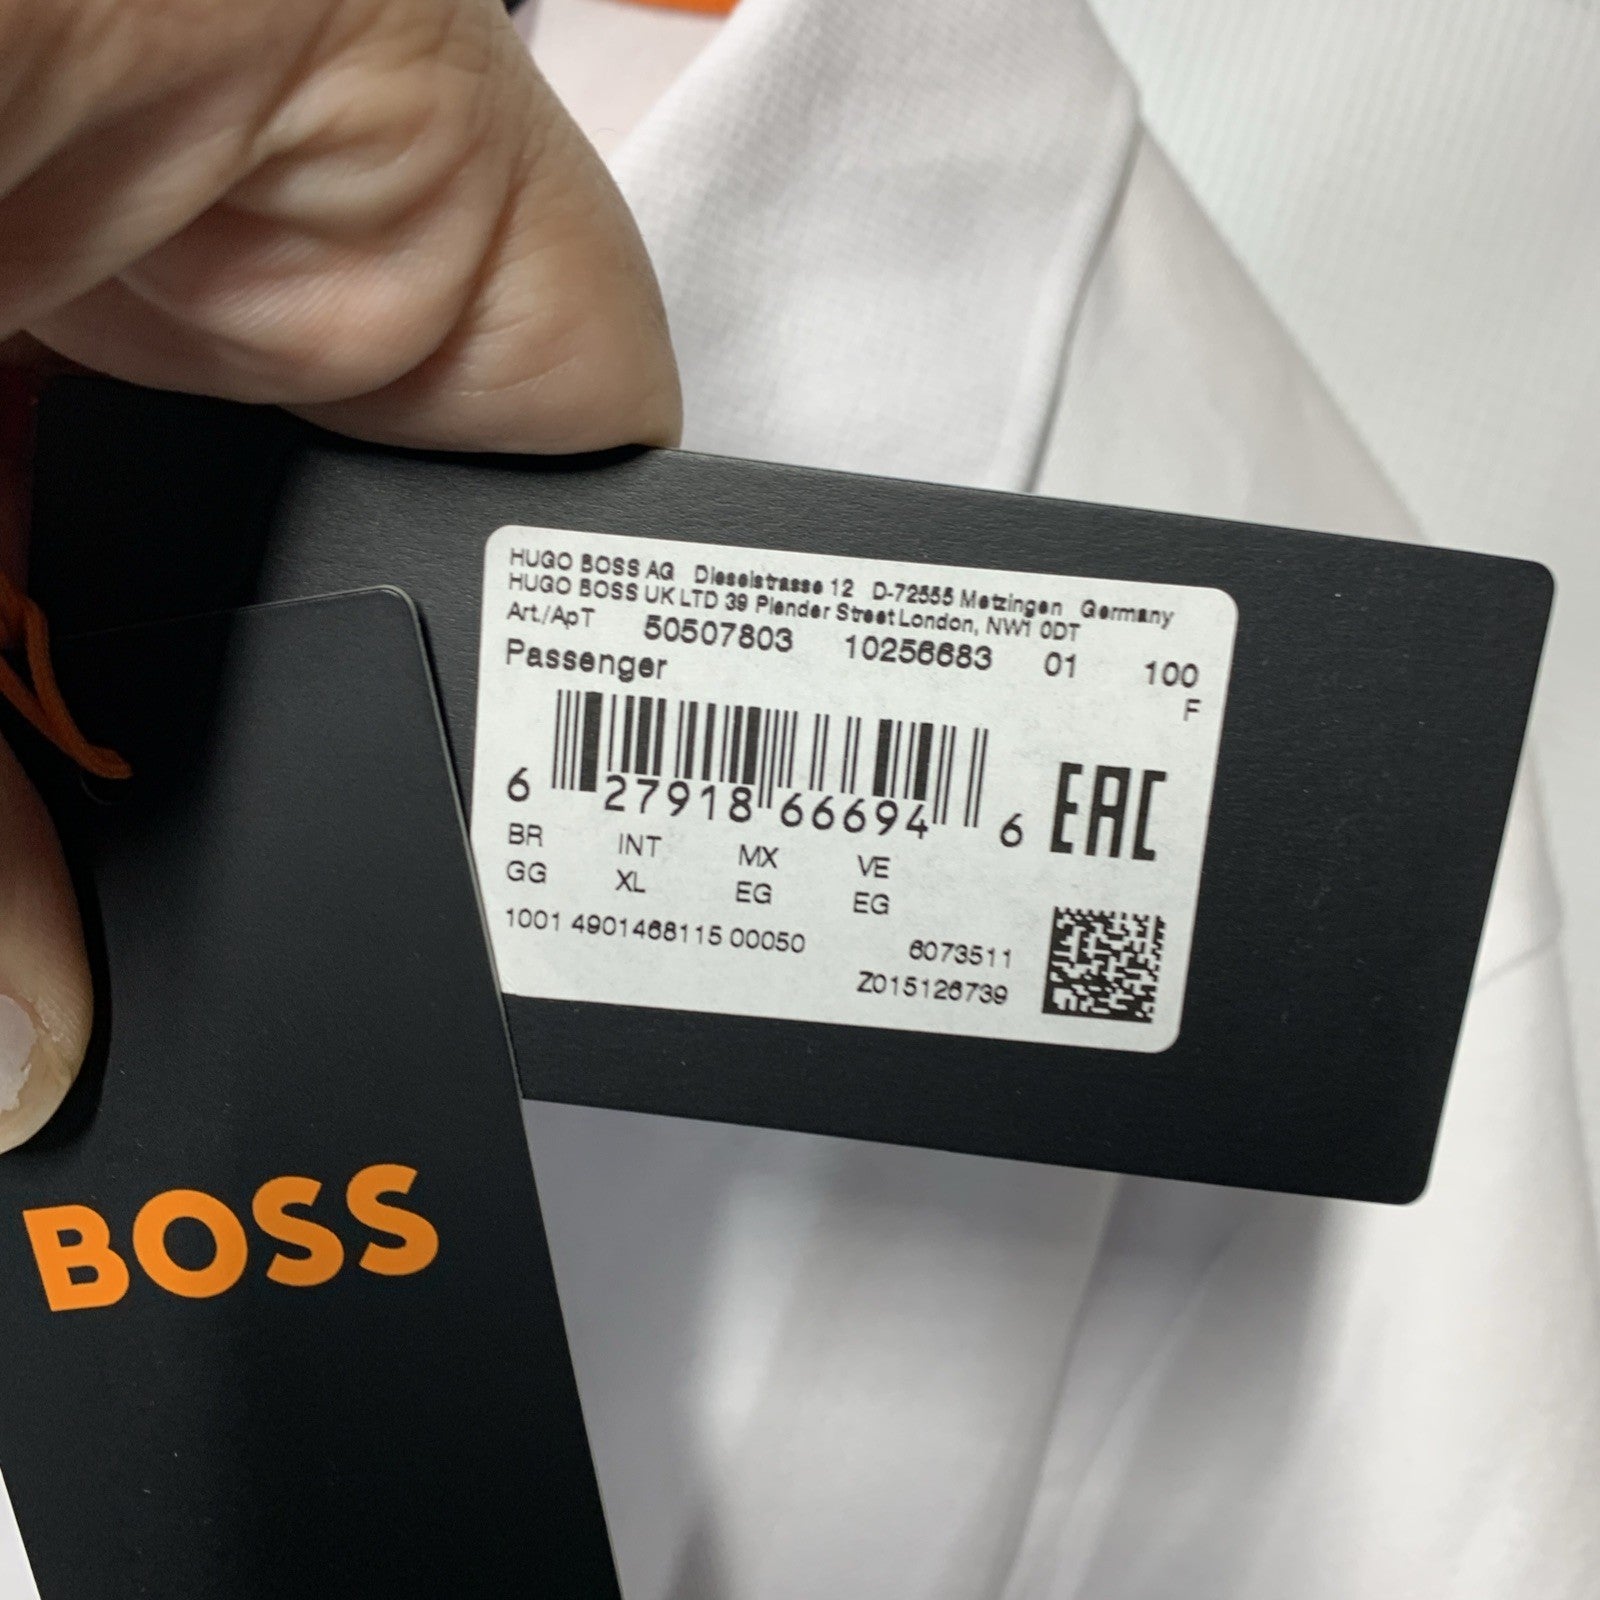 HUGO BOSS AG Dieselstrasse 12 D-72555 Metzingen Germany
HUGO BOSS UK LTD 39 Plender Street London, NW1 0DT
Art./ApT 50507803 10256683 01 100
Passenger F
6 27918 66694 6
EAC
BR INT MX VE
GG XL EG EG
1001 4901468115 00050 6073511
Z015126739
BOSS